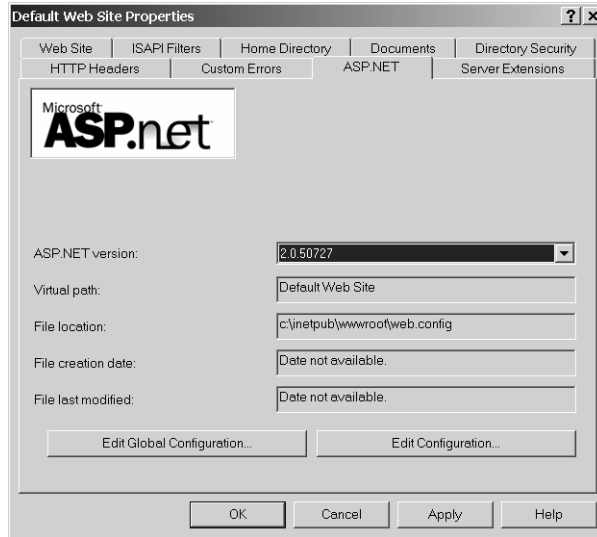 Default Web Site Properties
? x
Web Site ISAPI Filters Home Directory Documents Directory Security
HTTP Headers Custom Errors ASP.NET Server Extensions
Microsoft
ASP.net
ASP.NET version: 2.0.50727
Virtual path: Default Web Site
File location: c:\inetpub\wwwroot\web.config
File creation date: Date not available.
File last modified: Date not available.
Edit Global Configuration... Edit Configuration...
OK Cancel Apply Help